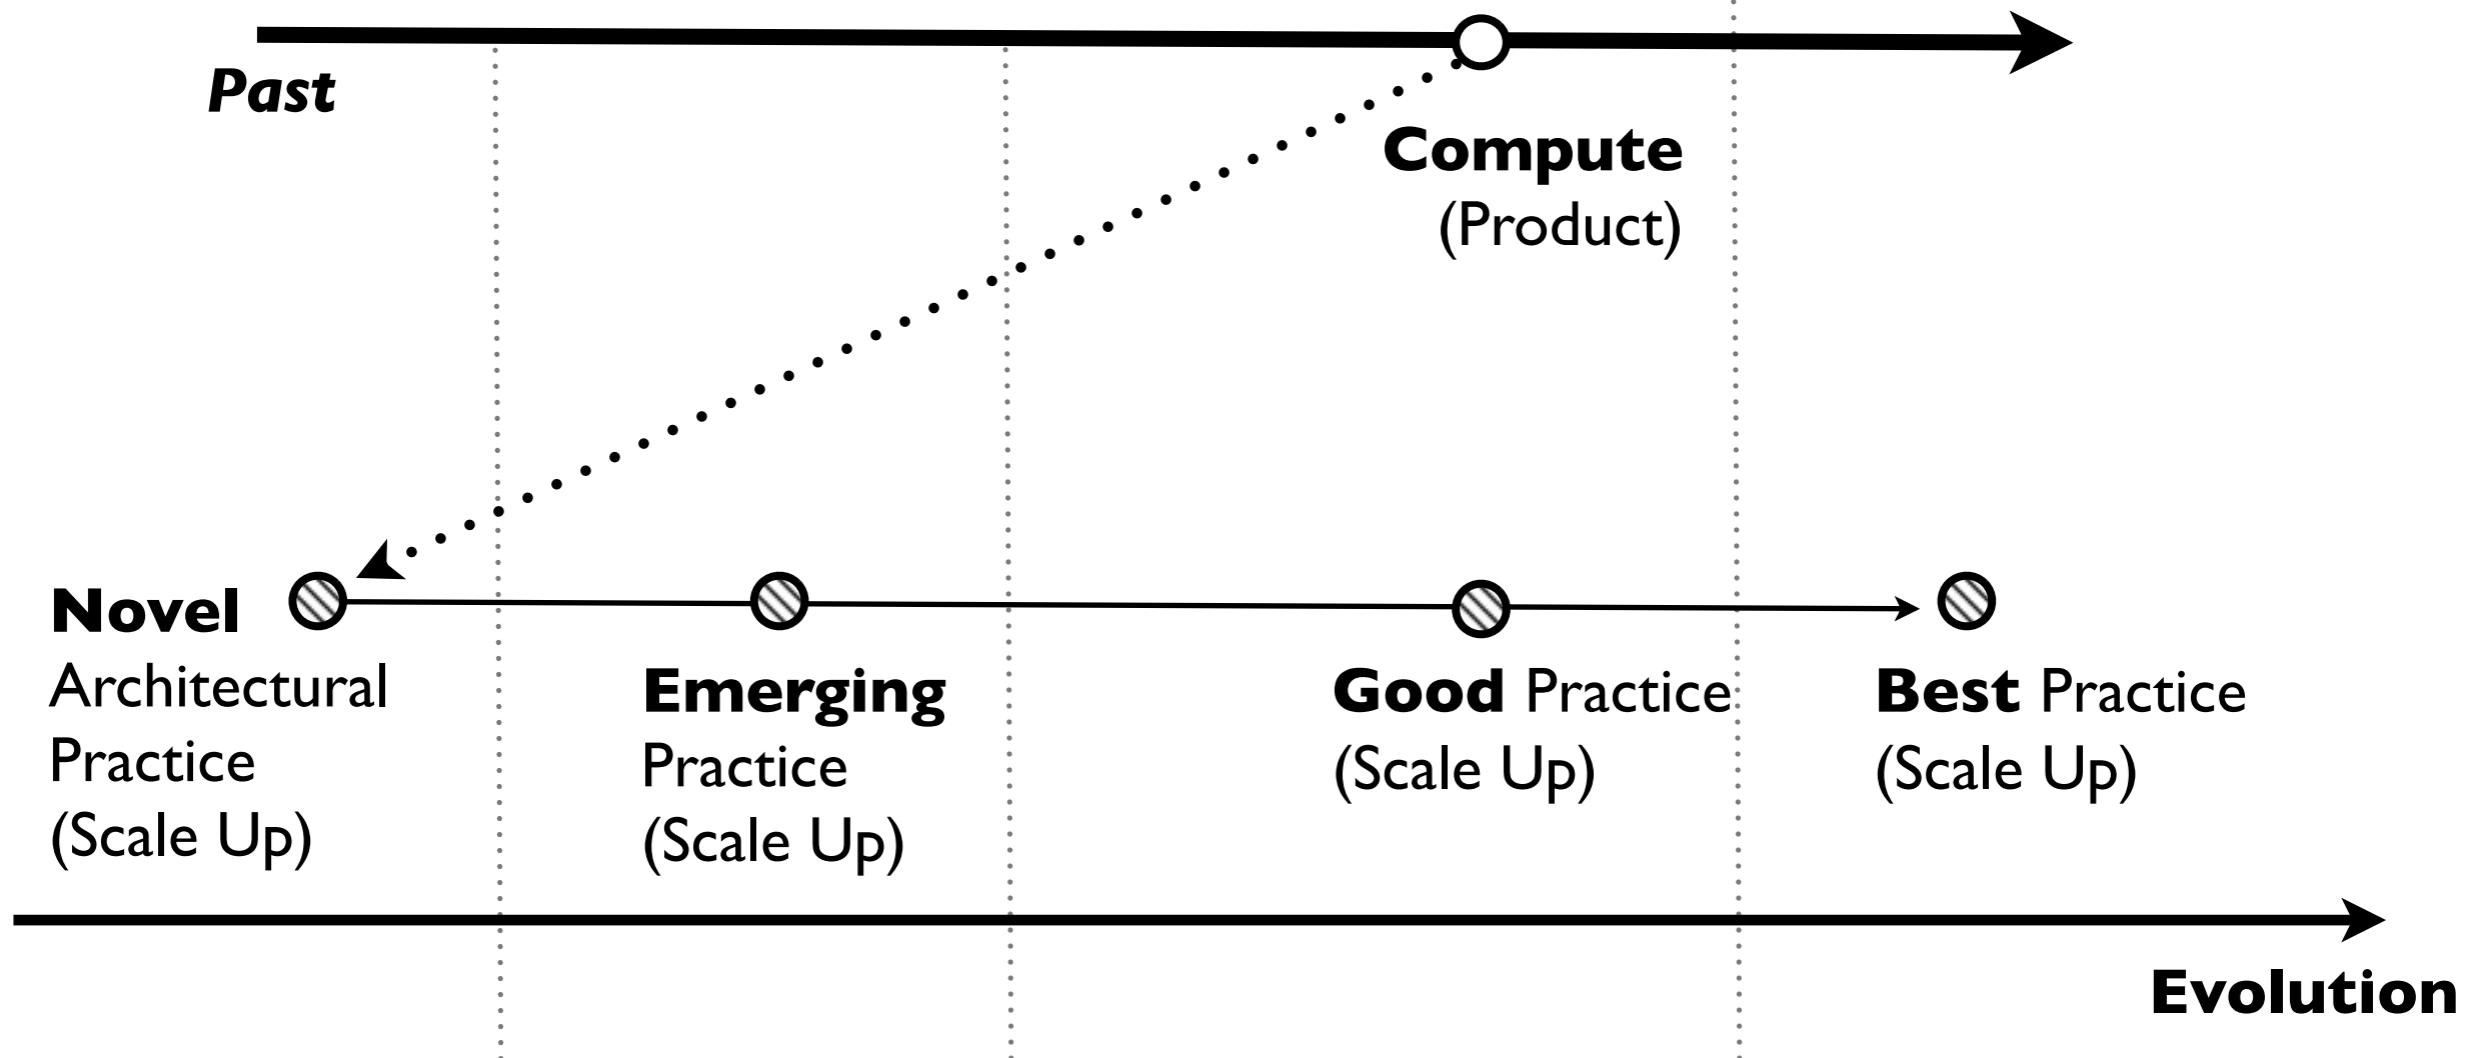 Past
Compute
(Product)
Novel
Architectural
Practice
(Scale Up)
Emerging
Practice
(Scale Up)
Good Practice
(Scale Up)
Best Practice
(Scale Up)
Evolution